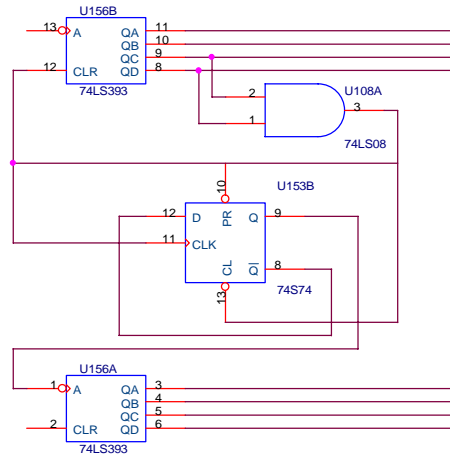 U156B
13 A QA 11
QB 10
QC 9
12 CLR QD 8
74LS393
U108A
2
3
1
74LS08
U153B
10
12 D PR Q 9
11 CLK
CL Q 8
13
74S74
U156A
1 A QA 3
QB 4
QC 5
2 CLR QD 6
74LS393